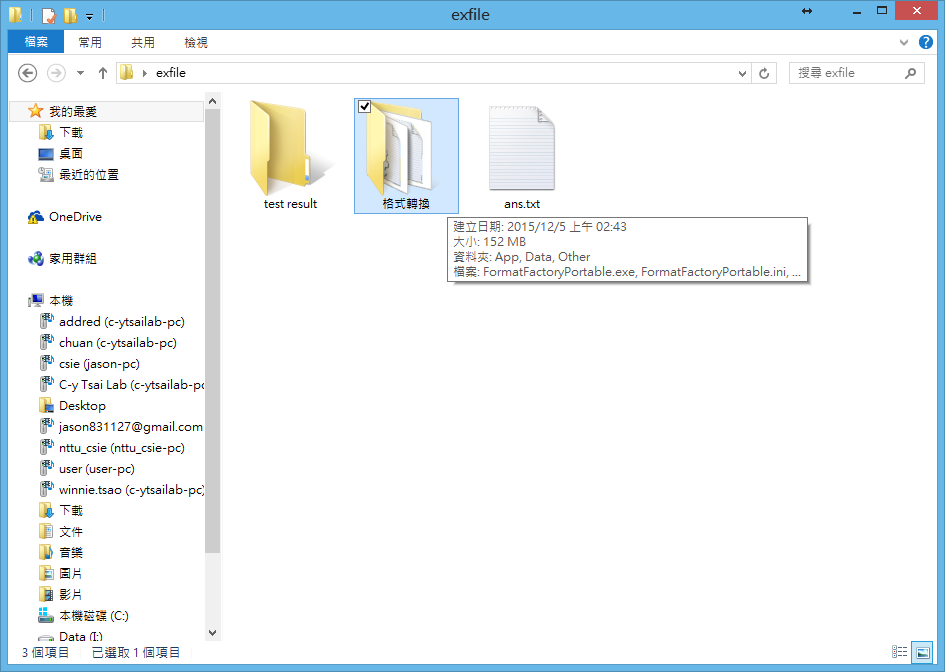 exfile
檔案 常用 共用 檢視
exfile 搜尋 exfile
我的最愛
下載
桌面
最近的位置
OneDrive
家用群組
本機
addred (c-ytsailab-pc)
chuan (c-ytsailab-pc)
csie (jason-pc)
C-y Tsai Lab (c-ytsailab-pc
Desktop
jason831127@gmail.com
nttu_csie (nttu_csie-pc)
user (user-pc)
winnie.tsao (c-ytsailab-pc)
下載
文件
音樂
圖片
影片
本機磁碟 (C:)
Data (I:)
test result
格式轉換
ans.txt
建立日期: 2015/12/5 上午 02:43
大小: 152 MB
資料夾: App, Data, Other
檔案: FormatFactoryPortable.exe, FormatFactoryPortable.ini, ...
3 個項目 已選取 1 個項目